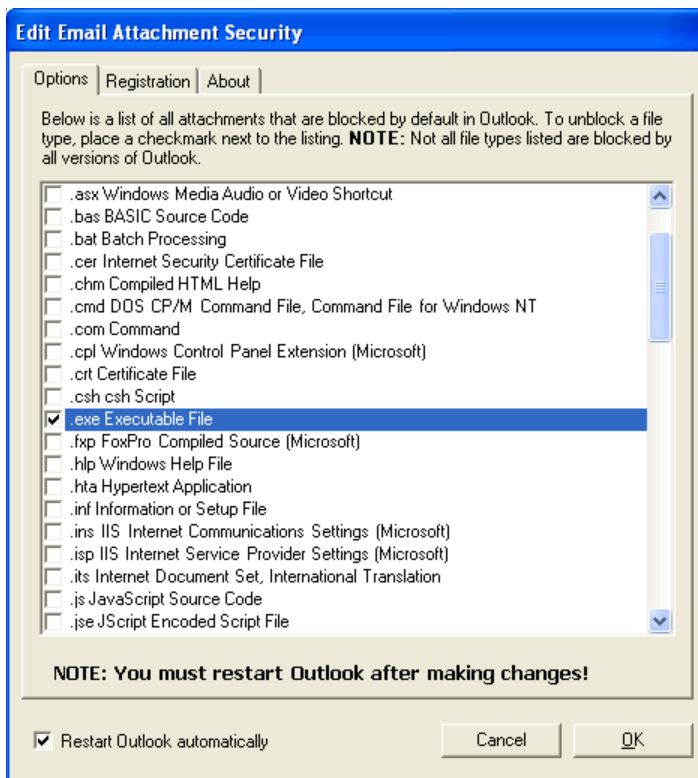 Edit Email Attachment Security
Options Registration About
Below is a list of all attachments that are blocked by default in Outlook. To unblock a file
type, place a checkmark next to the listing. NOTE: Not all file types listed are blocked by
all versions of Outlook.
.asx Windows Media Audio or Video Shortcut
.bas BASIC Source Code
.bat Batch Processing
.cer Internet Security Certificate File
.chm Compiled HTML Help
.cmd DOS CP/M Command File, Command File for Windows NT
.com Command
.cpl Windows Control Panel Extension (Microsoft)
.crt Certificate File
.csh csh Script
.exe Executable File
.fxp FoxPro Compiled Source (Microsoft)
.hlp Windows Help File
.hta Hypertext Application
.inf Information or Setup File
.ins IIS Internet Communications Settings (Microsoft)
.isp IIS Internet Service Provider Settings (Microsoft)
.its Internet Document Set, International Translation
.js JavaScript Source Code
.jse JScript Encoded Script File
NOTE: You must restart Outlook after making changes!
Restart Outlook automatically Cancel OK